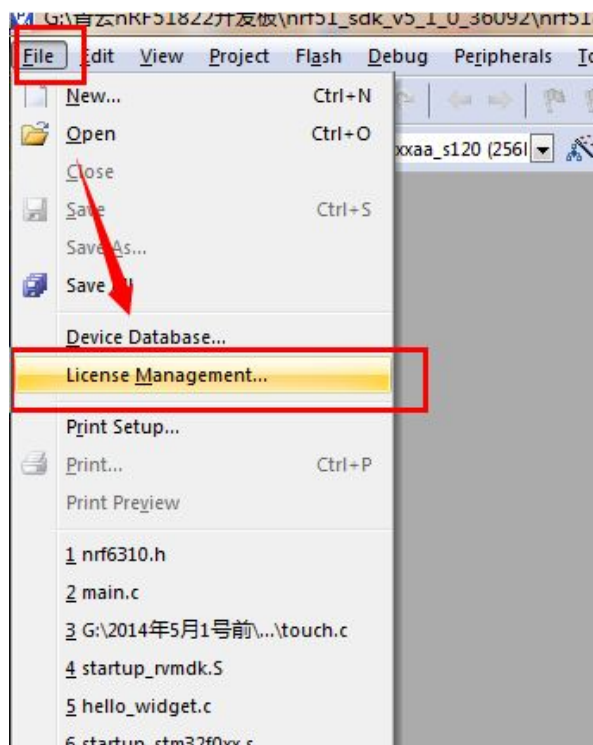 G:\青云nRF51822开发板\nrf51_sdk_v5_1_0_36092\nrf51
File Edit View Project Flash Debug Peripherals To
New... Ctrl+N
Open Ctrl+O
xxaa_s120 (256
Close
Save Ctrl+S
Save As...
Save All
Device Database...
License Management...
Print Setup...
Print... Ctrl+P
Print Preview
1 nrf6310.h
2 main.c
3 G:\2014年5月1号前\...\touch.c
4 startup_rvmdk.S
5 hello_widget.c
6 startup_stm32f0xx.s